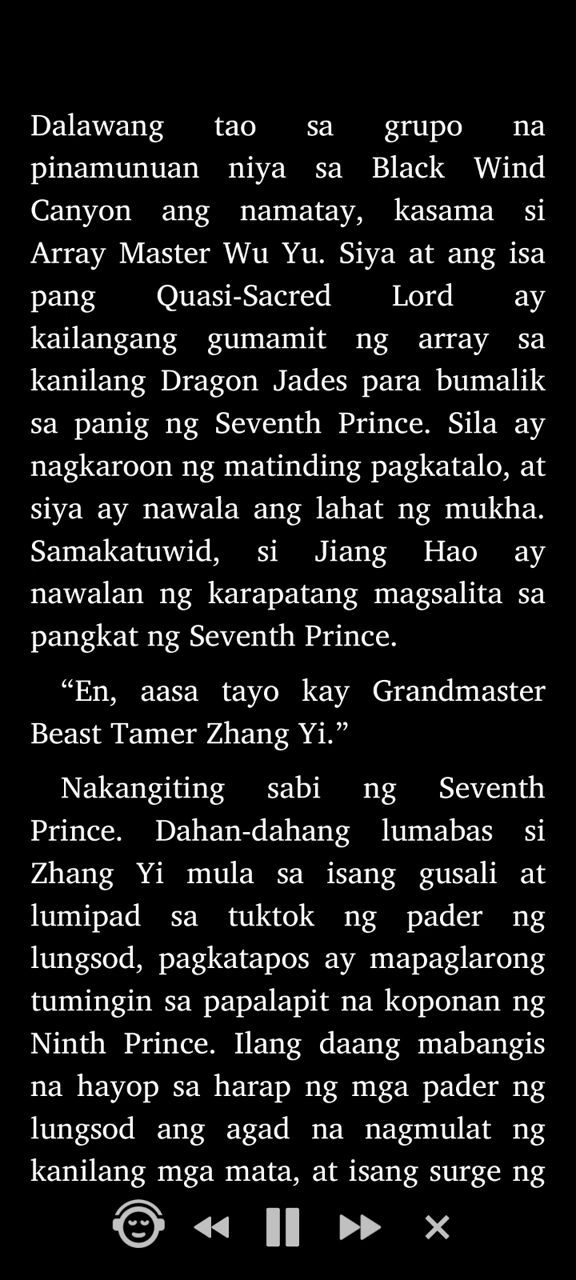 Dalawang tao sa grupo na
pinamunuan niya sa Black Wind
Canyon ang namatay, kasama si
Array Master Wu Yu. Siya at ang isa
pang Quasi-Sacred Lord ay
kailangang gumamit ng array sa
kanilang Dragon Jades para bumalik
sa panig ng Seventh Prince. Sila ay
nagkaroon ng matinding pagkatalo, at
siya ay nawala ang lahat ng mukha.
Samakatuwid, si Jiang Hao ay
nawalan ng karapatang magsalita sa
pangkat ng Seventh Prince.
“En, aasa tayo kay Grandmaster
Beast Tamer Zhang Yi.”
Nakangiting sabi ng Seventh
Prince. Dahan-dahang lumabas si
Zhang Yi mula sa isang gusali at
lumipad sa tuktok ng pader ng
lungsod, pagkatapos ay mapaglarong
tumingin sa papalapit na koponan ng
Ninth Prince. Ilang daang mabangis
na hayop sa harap ng mga pader ng
lungsod ang agad na nagmulat ng
kanilang mga mata, at isang surge ng